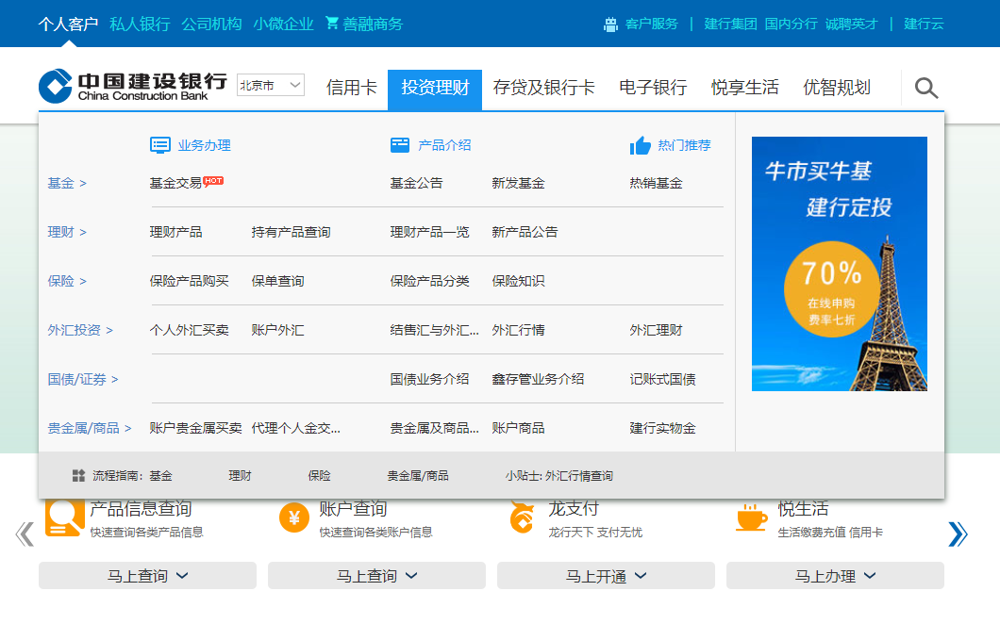 个人客户 私人银行 公司机构 小微企业 善融商务 客户服务 | 建行集团 国内分行 诚聘英才 | 建行云
中国建设银行
China Construction Bank
北京市
信用卡 投资理财 存贷及银行卡 电子银行 悦享生活 优智规划
业务办理 产品介绍 热门推荐
基金 > 基金交易 HOT 基金公告 新发基金 热销基金
理财 > 理财产品 持有产品查询 理财产品一览 新产品公告
保险 > 保险产品购买 保单查询 保险产品分类 保险知识
外汇投资 > 个人外汇买卖 账户外汇 结售汇与外汇... 外汇行情 外汇理财
国债/证券 > 国债业务介绍 鑫存管业务介绍 记账式国债
贵金属/商品 > 账户贵金属买卖 代理个人金交... 贵金属及商品... 账户商品 建行实物金
牛市买牛基
建行定投
70%
在线申购
费率七折
流程指南: 基金 理财 保险 贵金属/商品 小贴士: 外汇行情查询
产品信息查询 账户查询 龙支付 悦生活
快速查询各类产品信息 快速查询各类账户信息 龙行天下 支付无忧 生活缴费充值 信用卡
马上查询 马上查询 马上开通 马上办理